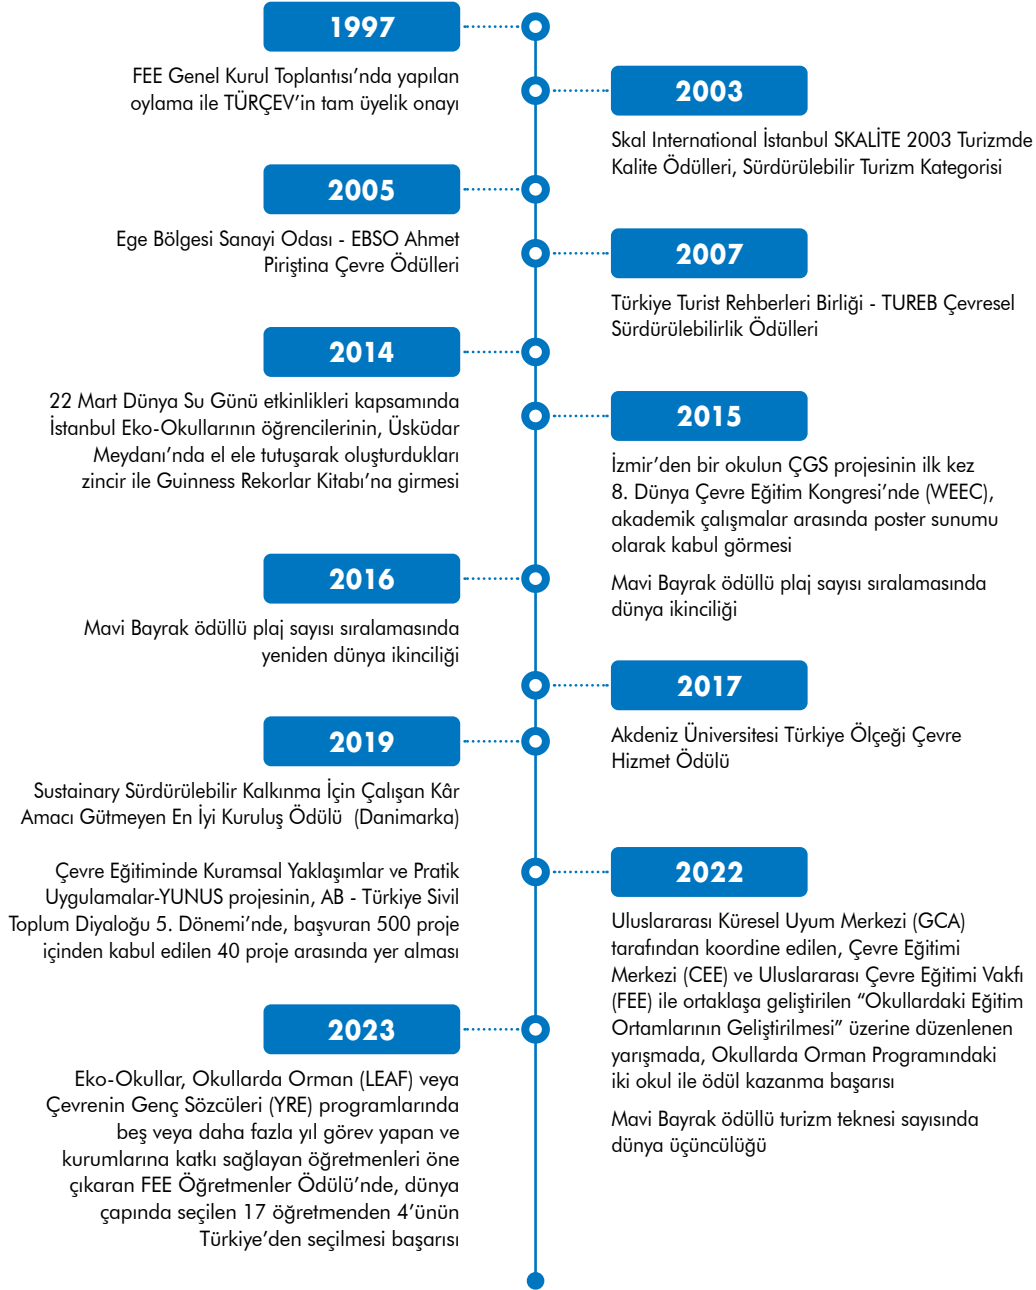 1997
FEE Genel Kurul Toplantısı’nda yapılan
oylama ile TÜRÇEV’in tam üyelik onayı
2003
Skal International İstanbul SKALİTE 2003 Turizmde
Kalite Ödülleri, Sürdürülebilir Turizm Kategorisi
2005
Ege Bölgesi Sanayi Odası - EBSO Ahmet
Piriştina Çevre Ödülleri
2007
Türkiye Turist Rehberleri Birliği - TUREB Çevresel
Sürdürülebilirlik Ödülleri
2014
22 Mart Dünya Su Günü etkinlikleri kapsamında
İstanbul Eko-Okullarının öğrencilerinin, Üsküdar
Meydanı’nda el ele tutuşarak oluşturdukları
zincir ile Guinness Rekorlar Kitabı’na girmesi
2015
İzmir’den bir okulun ÇGS projesinin ilk kez
8. Dünya Çevre Eğitim Kongresi’nde (WEEC),
akademik çalışmalar arasında poster sunumu
olarak kabul görmesi
Mavi Bayrak ödüllü plaj sayısı sıralamasında
dünya ikinciliği
2016
Mavi Bayrak ödüllü plaj sayısı sıralamasında
yeniden dünya ikinciliği
2017
Akdeniz Üniversitesi Türkiye Ölçeği Çevre
Hizmet Ödülü
2019
Sustainary Sürdürülebilir Kalkınma İçin Çalışan Kâr
Amacı Gütmeyen En İyi Kuruluş Ödülü (Danimarka)
Çevre Eğitiminde Kuramsal Yaklaşımlar ve Pratik
Uygulamalar-YUNUS projesinin, AB - Türkiye Sivil
Toplum Diyaloğu 5. Dönemi’nde, başvuran 500 proje
içinden kabul edilen 40 proje arasında yer alması
2022
Uluslararası Küresel Uyum Merkezi (GCA)
tarafından koordine edilen, Çevre Eğitimi
Merkezi (CEE) ve Uluslararası Çevre Eğitimi Vakfı
(FEE) ile ortaklaşa geliştirilen “Okullardaki Eğitim
Ortamlarının Geliştirilmesi” üzerine düzenlenen
yarışmada, Okullarda Orman Programındaki
iki okul ile ödül kazanma başarısı
Mavi Bayrak ödüllü turizm teknesi sayısında
dünya üçüncülüğü
2023
Eko-Okullar, Okullarda Orman (LEAF) veya
Çevrenin Genç Sözcüleri (YRE) programlarında
beş veya daha fazla yıl görev yapan ve
kurumlarına katkı sağlayan öğretmenleri öne
çıkaran FEE Öğretmenler Ödülü’nde, dünya
çapında seçilen 17 öğretmenden 4’ünün
Türkiye’den seçilmesi başarısı